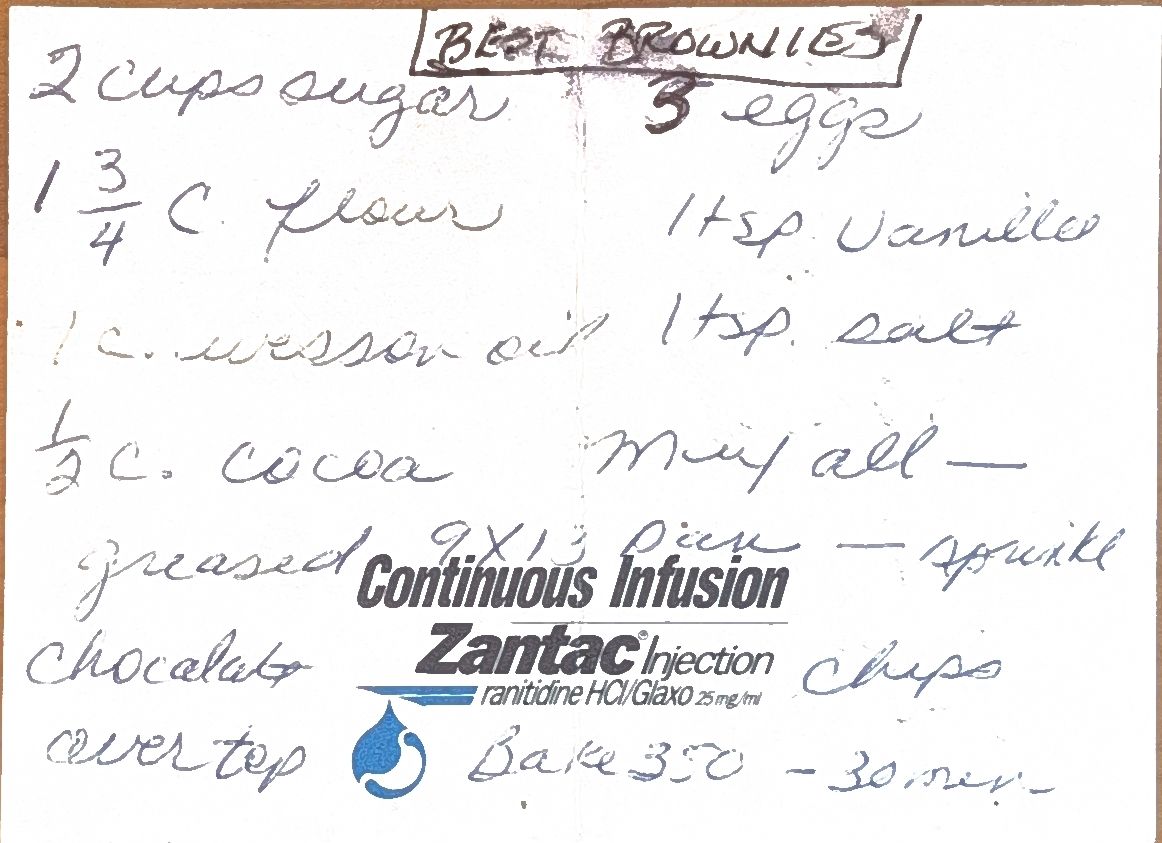 BEST BROWNIES
2 cups sugar 3 eggs
1 3/4 C. flour 1 tsp. vanilla
1 c. wesson oil 1 tsp. salt
1/2 c. cocoa Mix all —
greased 9X13 pan — sprinkle
Continuous Infusion
Zantac® Injection
chocolate chips
ranitidine HCl/Glaxo 25 mg/ml
over top Bake 350 - 30 min.